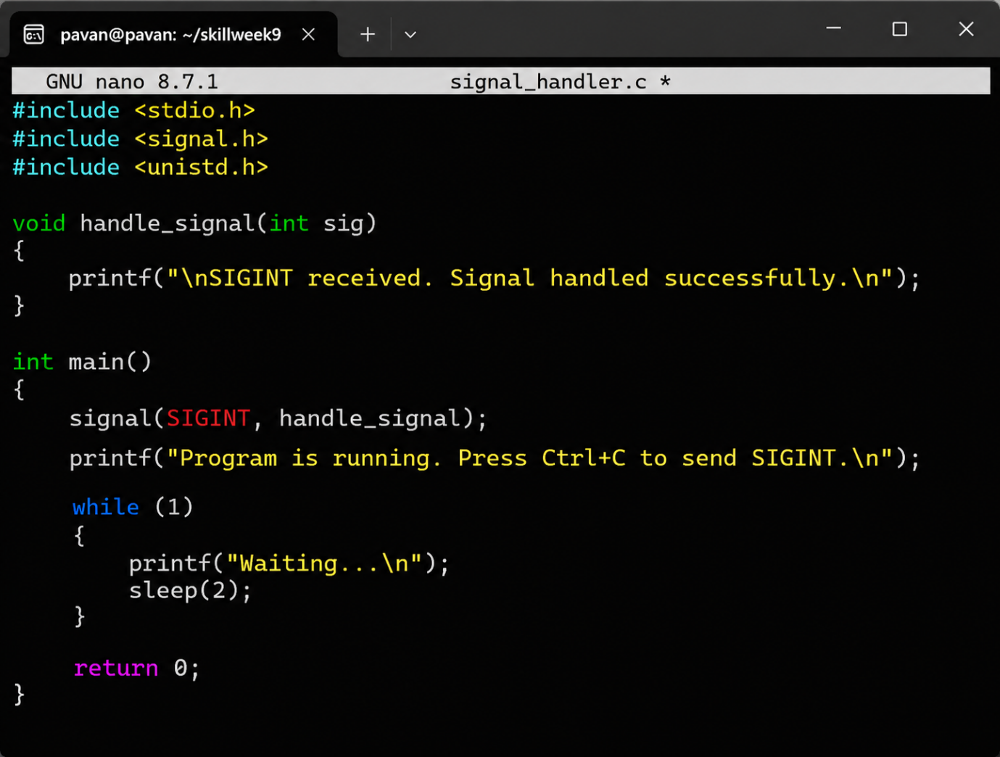 pavan@pavan: ~/skillweek9
GNU nano 8.7.1 signal_handler.c *
#include <stdio.h>
#include <signal.h>
#include <unistd.h>
void handle_signal(int sig)
{
    printf("\nSIGINT received. Signal handled successfully.\n");
}
int main()
{
    signal(SIGINT, handle_signal);
    printf("Program is running. Press Ctrl+C to send SIGINT.\n");
    while (1)
    {
        printf("Waiting...\n");
        sleep(2);
    }
    return 0;
}